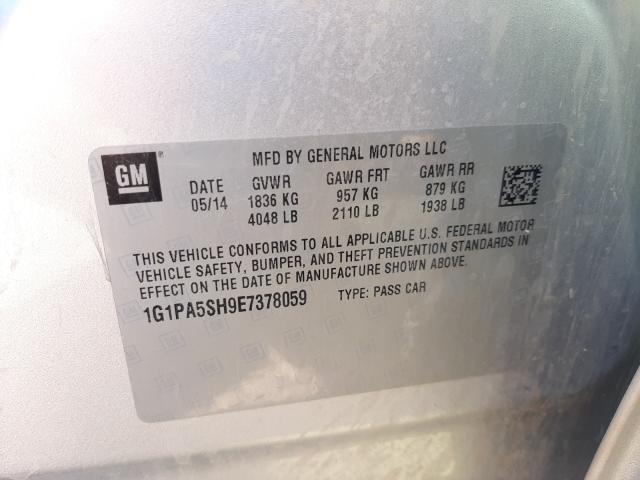 MFD BY GENERAL MOTORS LLC
GM
DATE GVWR GAWR FRT GAWR RR
05/14 1836 KG 957 KG 879 KG
4048 LB 2110 LB 1938 LB
THIS VEHICLE CONFORMS TO ALL APPLICABLE U.S. FEDERAL MOTOR
VEHICLE SAFETY, BUMPER, AND THEFT PREVENTION STANDARDS IN
EFFECT ON THE DATE OF MANUFACTURE SHOWN ABOVE.
1G1PA5SH9E7378059 TYPE: PASS CAR